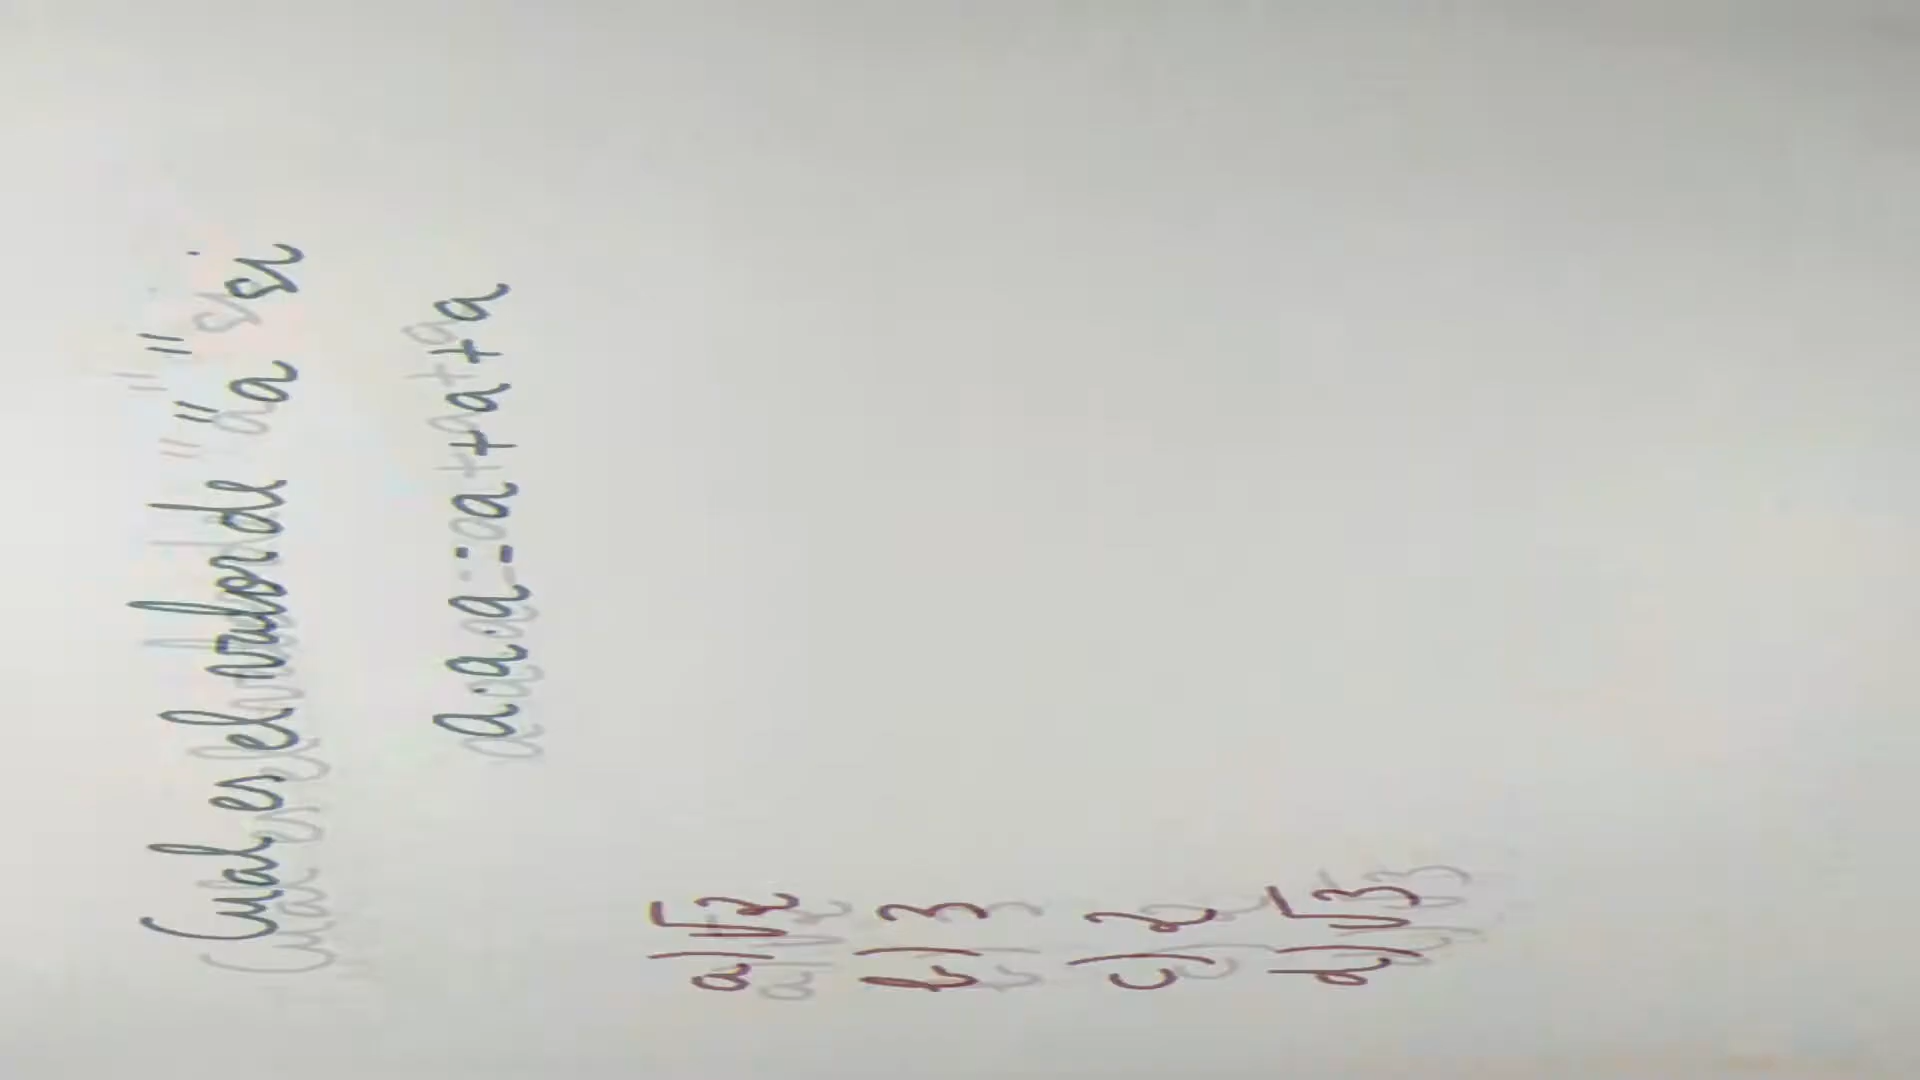 Cual es el valor de "a" si
a.a.a = a+a+a
a) √2
b) 3
c) 2
d) √3